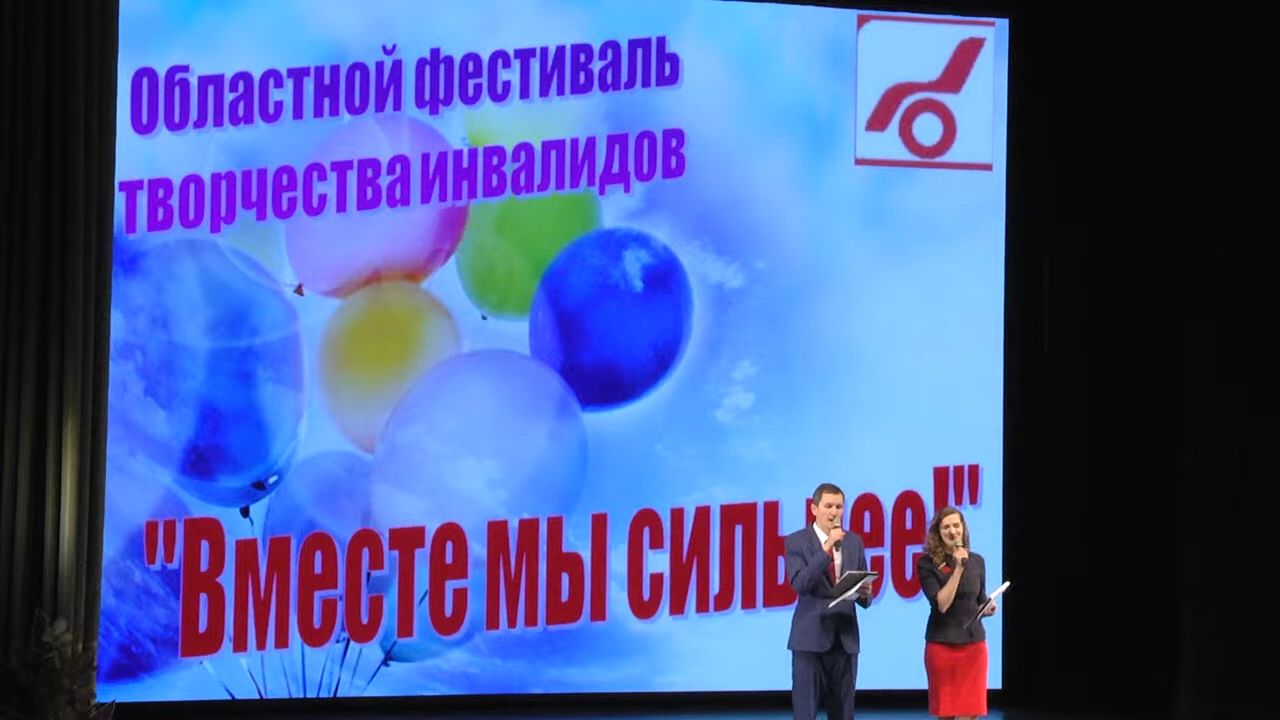 Областной фестиваль
творчества инвалидов
"Вместе мы сильнее!"